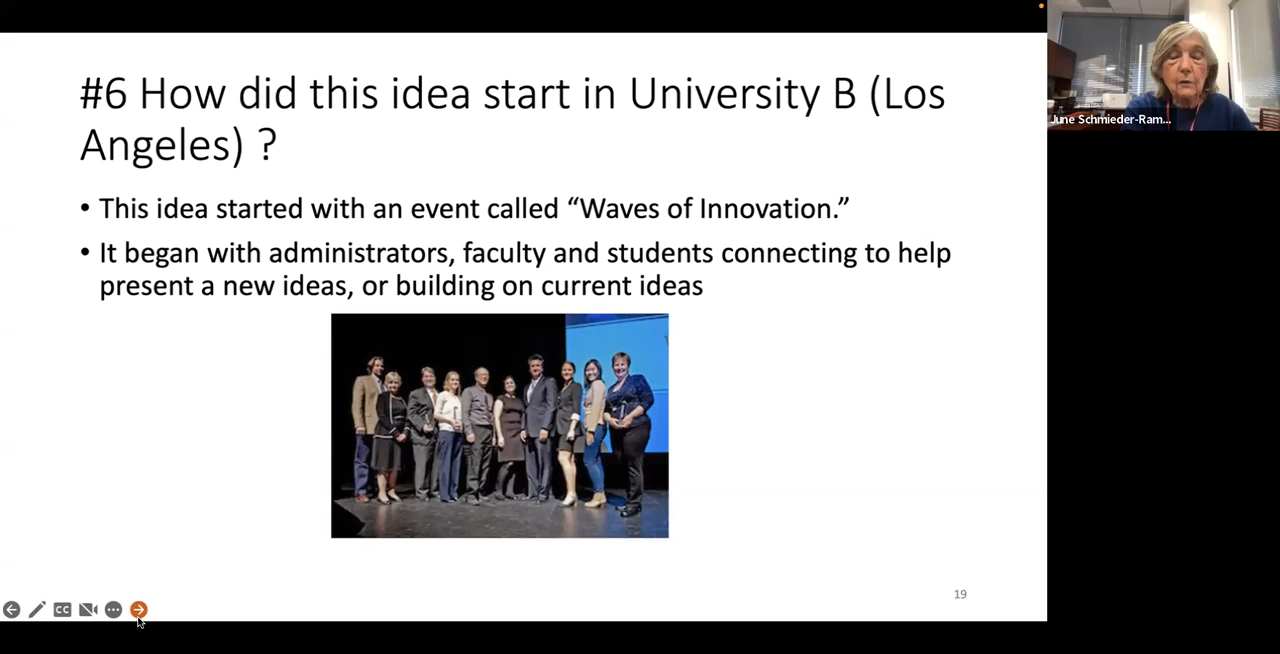 #6 How did this idea start in University B (Los
Angeles) ?
• This idea started with an event called “Waves of Innovation.”
• It began with administrators, faculty and students connecting to help
present a new ideas, or building on current ideas
19
CC
June Schmieder-Ram...